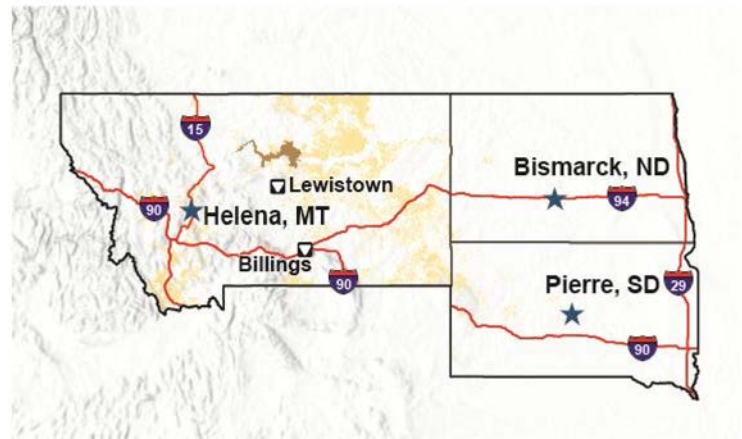 15
Lewistown
Bismarck, ND
90
Helena, MT
94
Billings
90
Pierre, SD
29
90